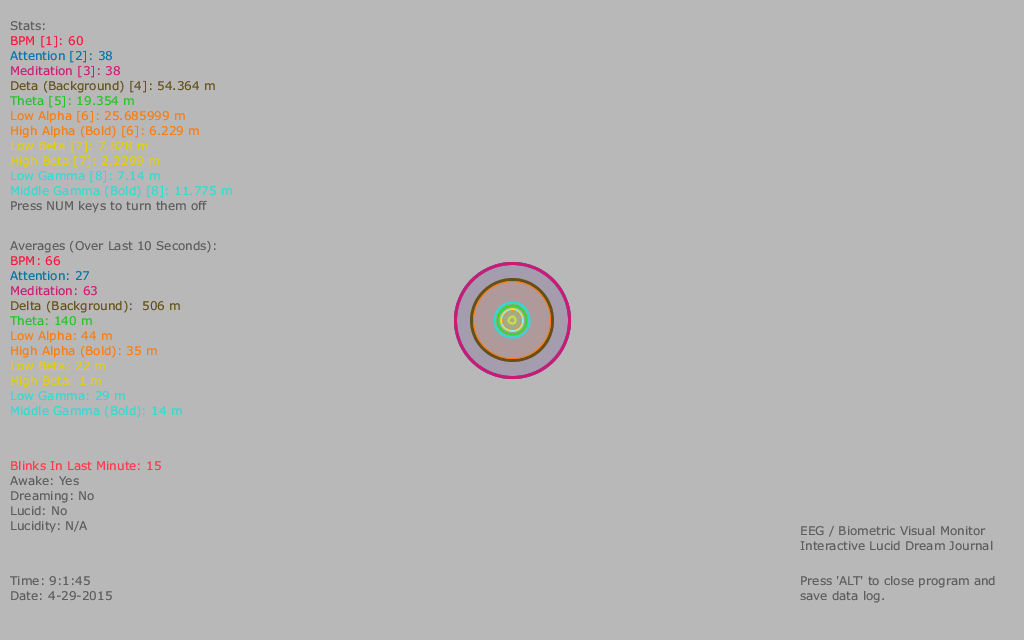 Stats:
BPM [1]: 60
Attention [2]: 38
Meditation [3]: 38
Deta (Background) [4]: 54.364 m
Theta [5]: 19.354 m
Low Alpha [6]: 25.685999 m
High Alpha (Bold) [6]: 6.229 m
Low Beta [7]: m
High Beta [7]: 2.2299 m
Low Gamma [8]: 7.14 m
Middle Gamma (Bold) [8]: 11.775 m
Press NUM keys to turn them off
Averages (Over Last 10 Seconds):
BPM: 66
Attention: 27
Meditation: 63
Delta (Background): 506 m
Theta: 140 m
Low Alpha: 44 m
High Alpha (Bold): 35 m
Low Beta: 22 m
High Beta: 1 m
Low Gamma: 29 m
Middle Gamma (Bold): 14 m
Blinks In Last Minute: 15
Awake: Yes
Dreaming: No
Lucid: No
Lucidity: N/A
Time: 9:1:45
Date: 4-29-2015
EEG / Biometric Visual Monitor
Interactive Lucid Dream Journal
Press 'ALT' to close program and
save data log.